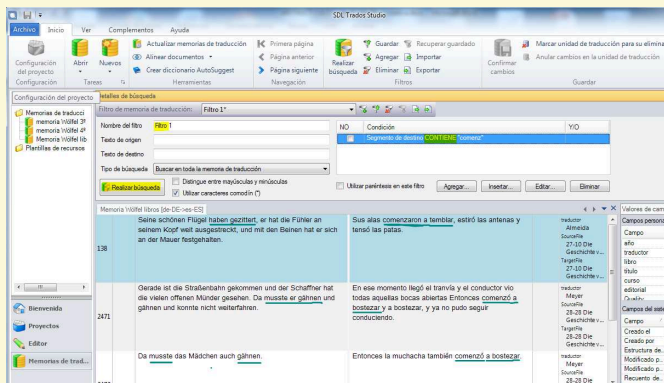 SDL Trados Studio
Archivo Inicio Ver Complementos Ayuda
Configuración del proyecto
Abrir
Nuevos
Actualizar memorias de traducción
Alinear documentos
Crear diccionario AutoSuggest
Primera página
Página anterior
Página siguiente
Realizar búsqueda
Guardar
Recuperar guardado
Agregar
Importar
Eliminar
Exportar
Confirmar cambios
Marcar unidad de traducción para su elimina
Anular cambios en la unidad de traducción
Configuración Tareas Herramientas Navegación Filtros Guardar
Configuración del proyecto
Memorias de traducci
memoria Wölfel 3º
memoria Wölfel 4º
memoria Wölfel lib
Plantillas de recursos
Bienvenida
Proyectos
Editor
Memorias de trad...
Detalles de búsqueda
Filtro de memoria de traducción: Filtro 1*
Nombre del filtro Filtro 1
Texto de origen
Texto de destino
Tipo de búsqueda Buscar en toda la memoria de traducción
Realizar búsqueda
Distingue entre mayúsculas y minúsculas
Utilizar caracteres comodín (*)
NO Condición Y/O
Segmento de destino CONTIENE "comenz"
Utilizar paréntesis en este filtro Agregar... Insertar... Editar... Eliminar
Memoria Wölfel libros [de-DE->es-ES]
138
Seine schönen Flügel haben gezittert, er hat die Fühler an
seinem Kopf weit ausgestreckt, und mit den Beinen hat er sich
an der Mauer festgehalten.
Sus alas comenzaron a temblar, estiró las antenas y
tensó las patas.
traductor
Almeida
SourceFile
27-10 Die
Geschichte v...
TargetFile
27-10 Die
Geschichte v...
2471
Gerade ist die Straßenbahn gekommen und der Schaffner hat
die vielen offenen Münder gesehen. Da musste er gähnen und
gähnen und konnte nicht weiterfahren.
En ese momento llegó el tranvía y el conductor vio
todas aquellas bocas abiertas Entonces comenzó a
bostezar y a bostezar, y ya no pudo seguir
conduciendo.
traductor
Meyer
SourceFile
28-28 Die
Geschichte v...
TargetFile
28-28 Die
Geschichte v...
Da musste das Mädchen auch gähnen.
Entonces la muchacha también comenzó a bostezar.
traductor
Meyer
SourceFile
28-28 Die
Valores de cam
Campos persona
Campo
año
traductor
libro
título
curso
editorial
Quality
Campos del siste
Campo
Creado el
Creado por
Estructura de...
Modificado p...
Modificado p...
Recuento de...